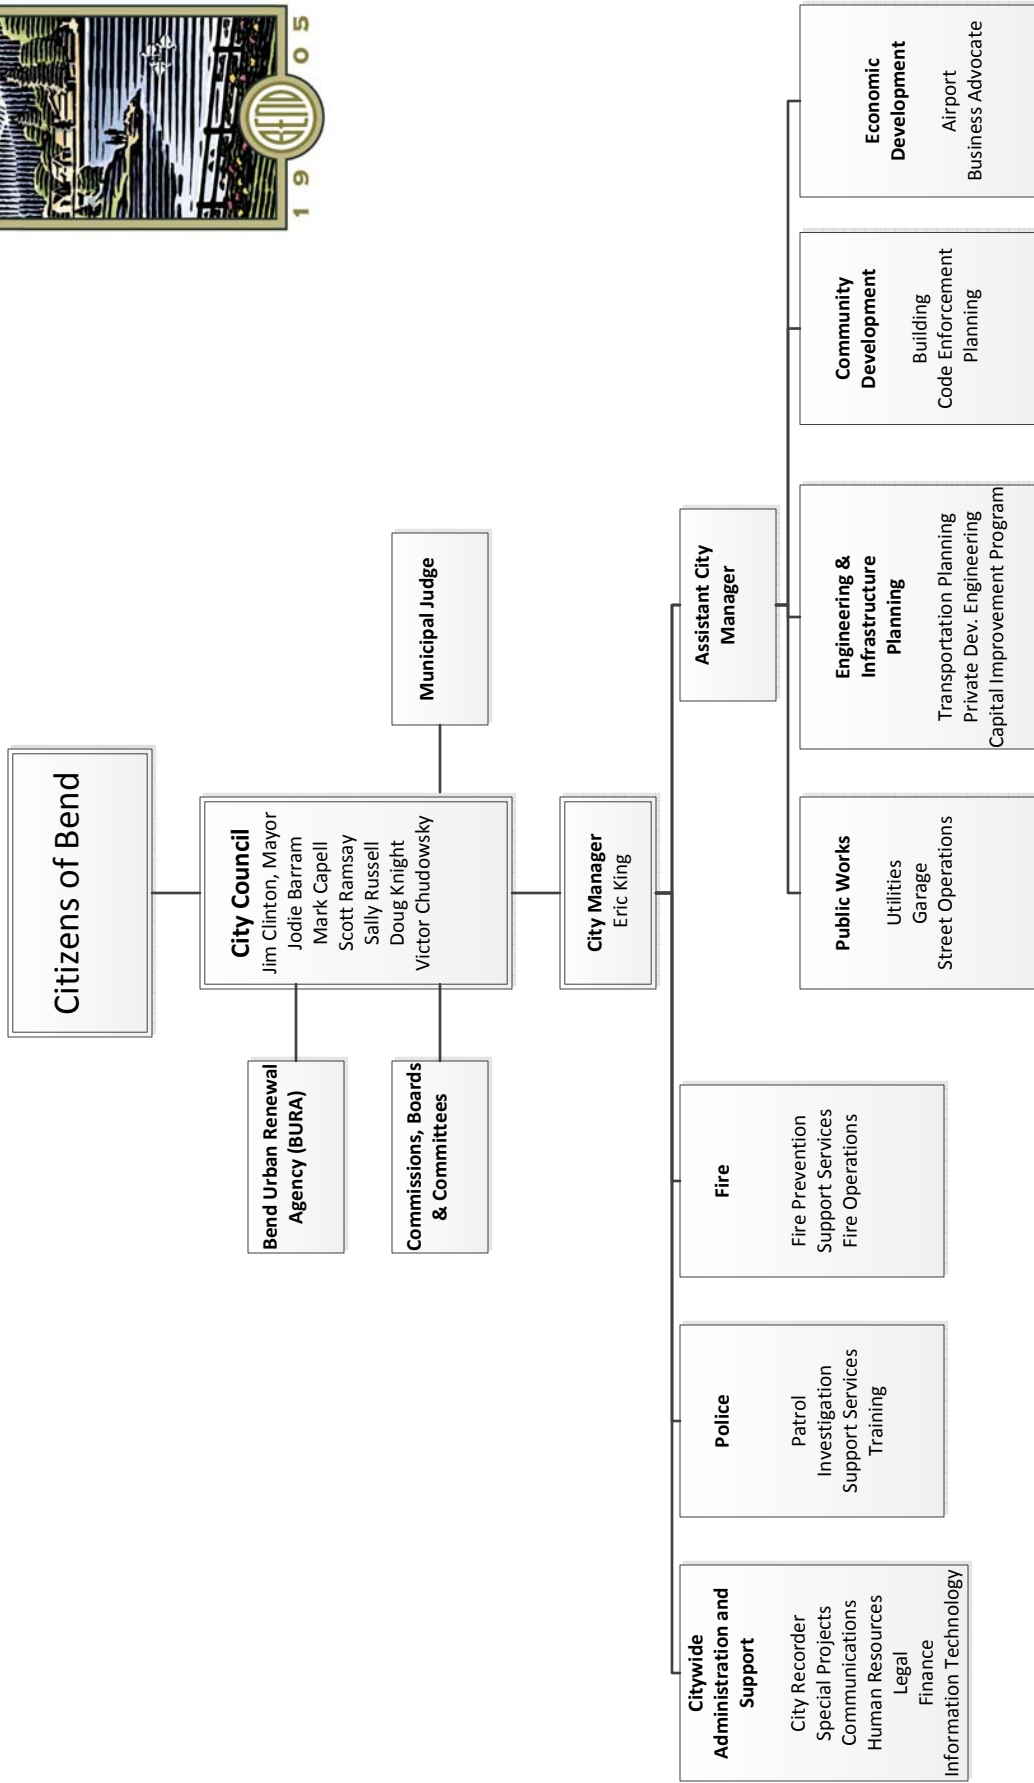 Citizens of Bend
City Council
Jim Clinton, Mayor
Jodie Barram
Mark Capell
Scott Ramsay
Sally Russell
Doug Knight
Victor Chudowsky
Bend Urban Renewal
Agency (BURA)
Commissions, Boards
& Committees
Municipal Judge
City Manager
Eric King
Citywide
Administration and
Support
City Recorder
Special Projects
Communications
Human Resources
Legal
Finance
Information Technology
Police
Patrol
Investigation
Support Services
Training
Fire
Fire Prevention
Support Services
Fire Operations
Assistant City
Manager
Public Works
Utilities
Garage
Street Operations
Engineering &
Infrastructure
Planning
Transportation Planning
Private Dev. Engineering
Capital Improvement Program
Community
Development
Building
Code Enforcement
Planning
Economic
Development
Airport
Business Advocate
BEND
1905